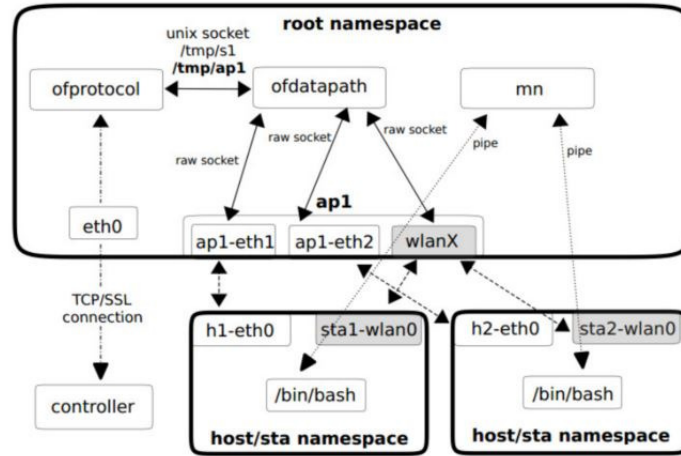 root namespace
unix socket
/tmp/s1
/tmp/ap1
ofprotocol
ofdatapath
mn
raw socket
raw socket
raw socket
pipe
pipe
ap1
eth0
ap1-eth1
ap1-eth2
wlanX
TCP/SSL
connection
h1-eth0
sta1-wlan0
h2-eth0
sta2-wlan0
controller
/bin/bash
/bin/bash
host/sta namespace
host/sta namespace